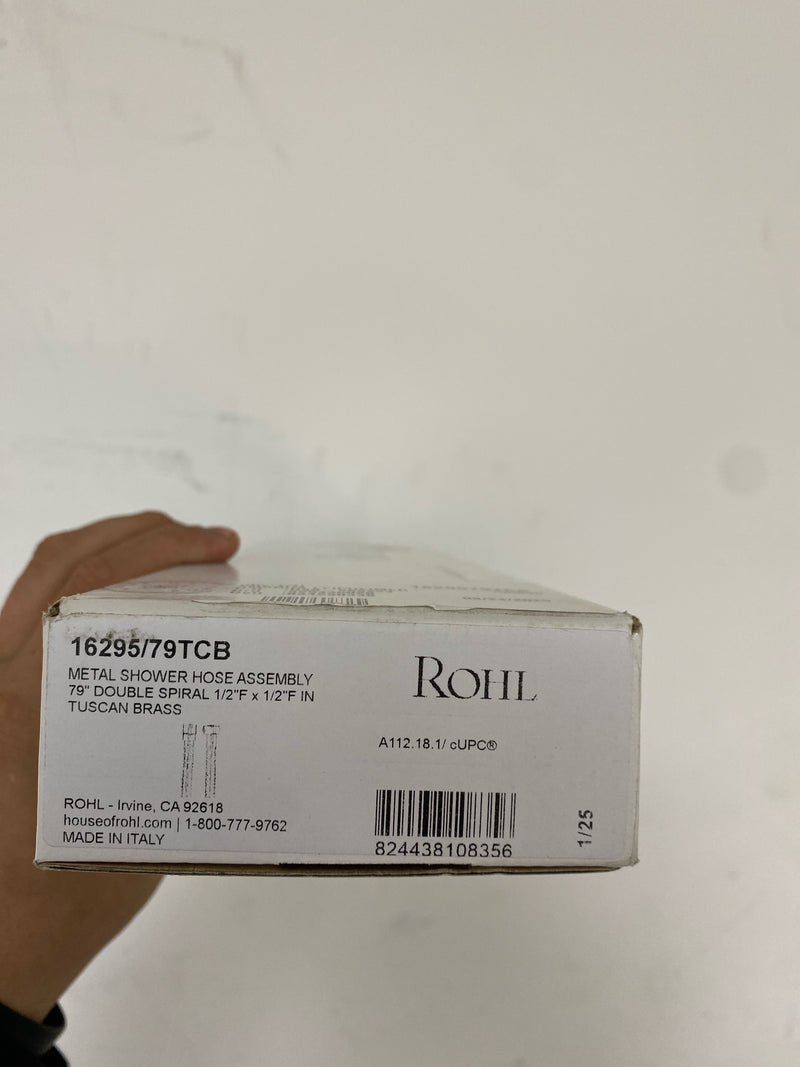 16295/79TCB
METAL SHOWER HOSE ASSEMBLY
79" DOUBLE SPIRAL 1/2"F x 1/2"F IN
TUSCAN BRASS
ROHL
A112.18.1/ cUPC®
ROHL - Irvine, CA 92618
houseofrohl.com | 1-800-777-9762
MADE IN ITALY
824438108356
1/25